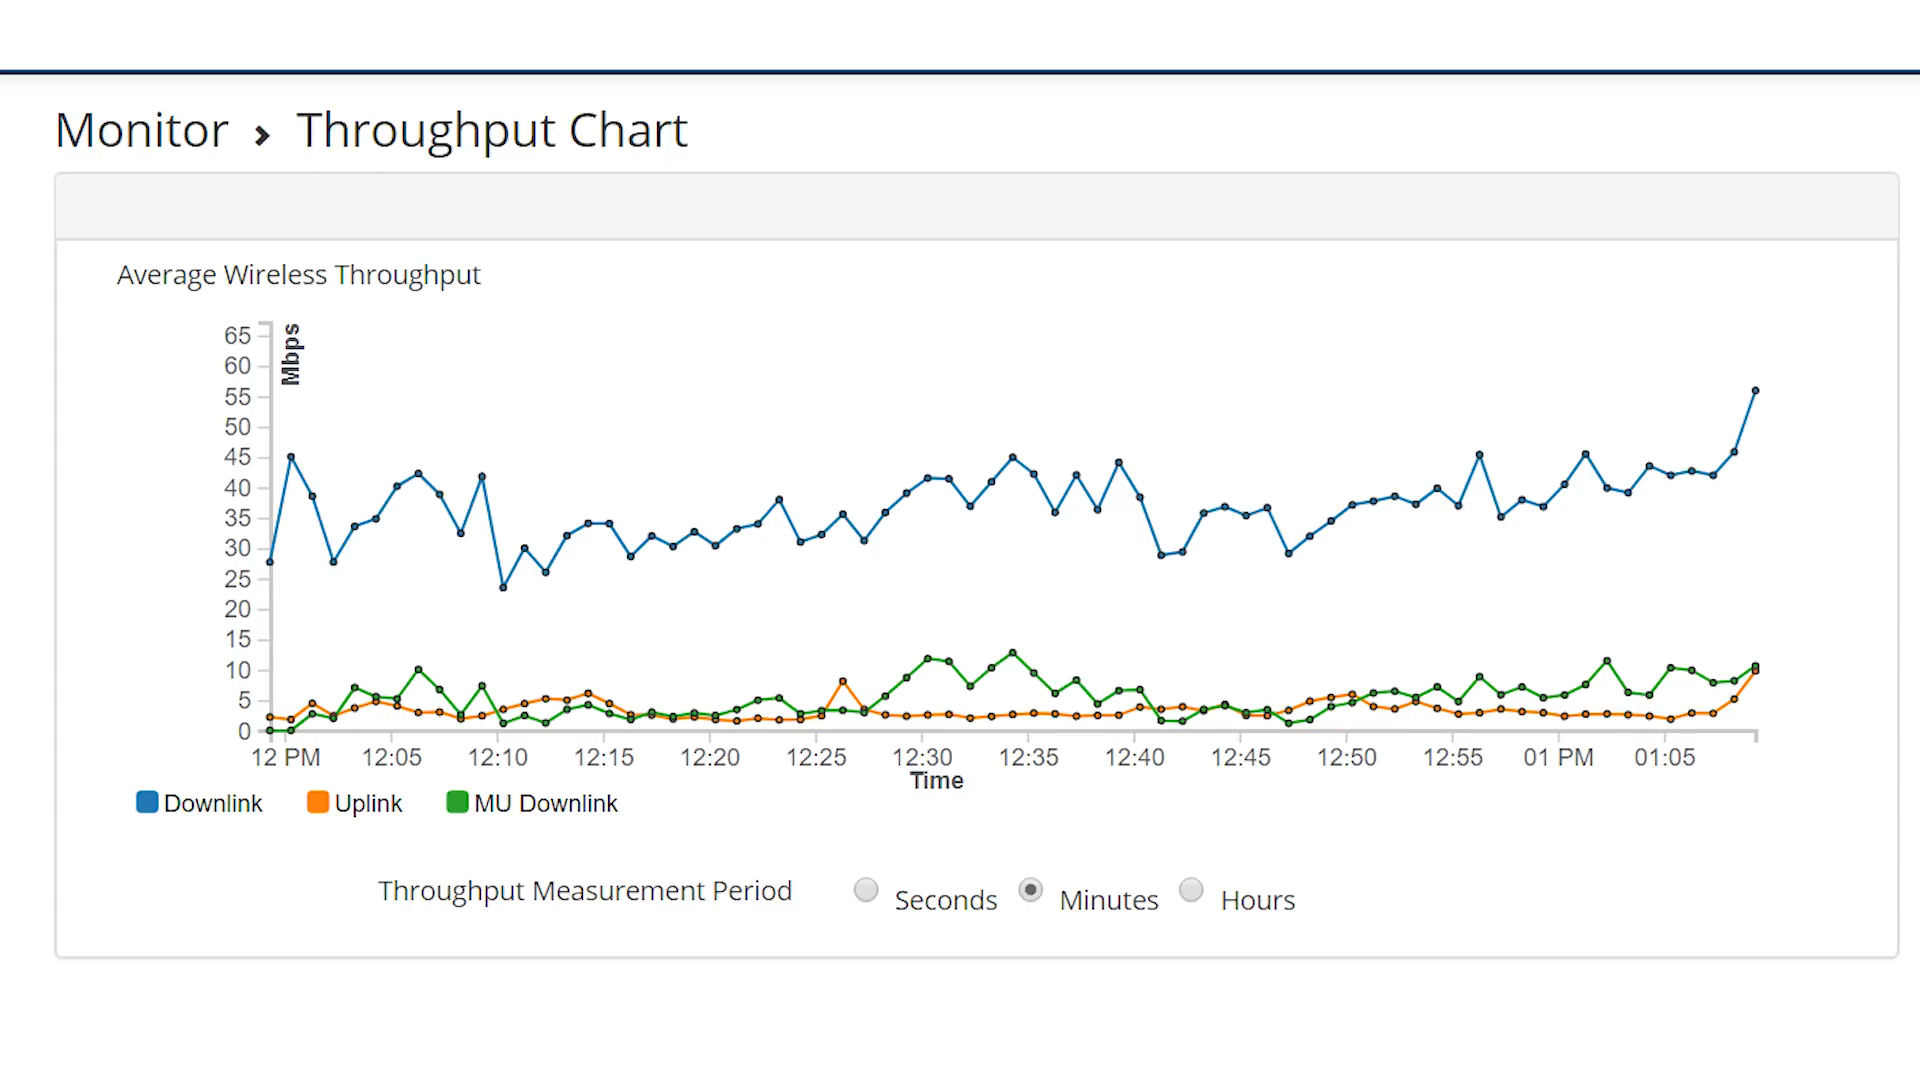 Monitor › Throughput Chart
Average Wireless Throughput
Mbps
65
60
55
50
45
40
35
30
25
20
15
10
5
0
12 PM 12:05 12:10 12:15 12:20 12:25 12:30 12:35 12:40 12:45 12:50 12:55 01 PM 01:05
Time
Downlink Uplink MU Downlink
Throughput Measurement Period Seconds Minutes Hours